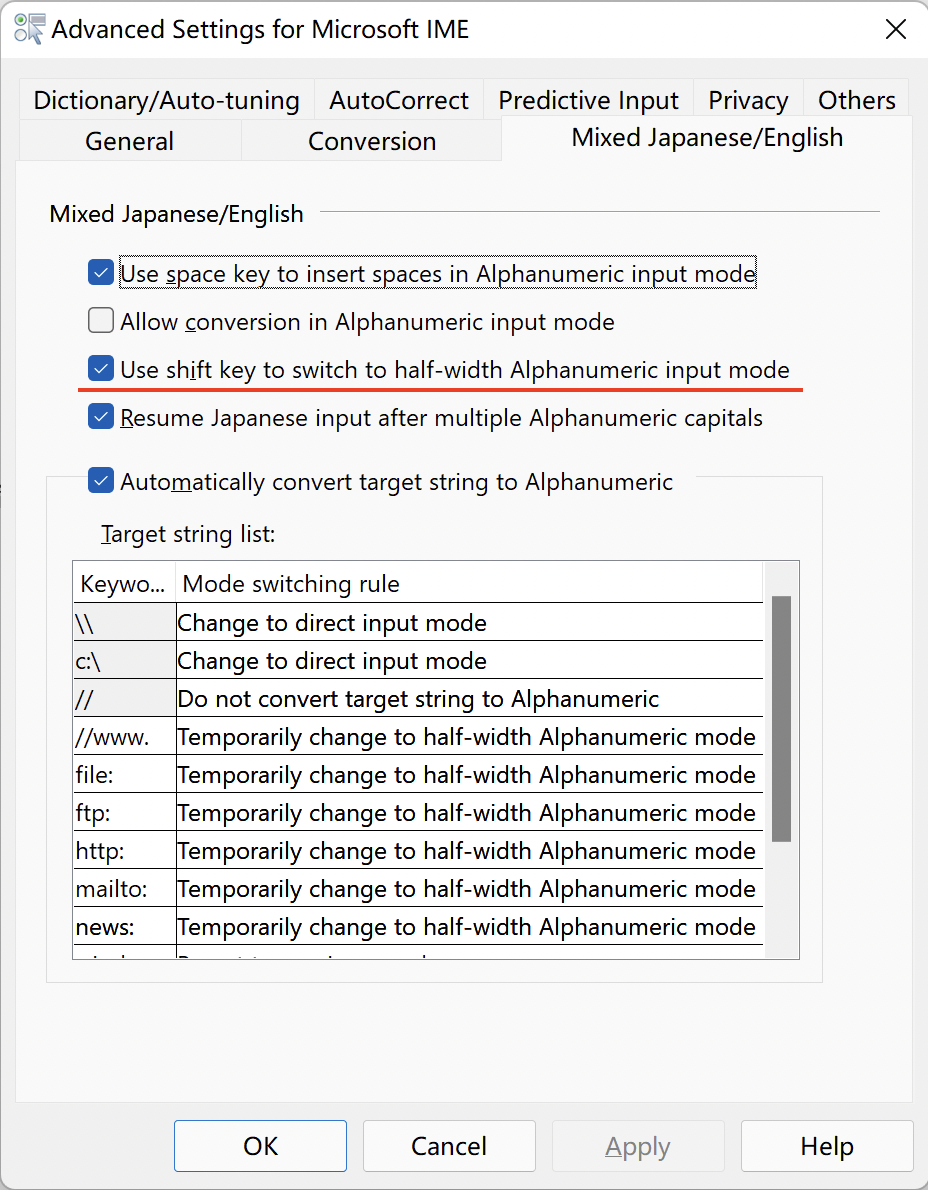 Advanced Settings for Microsoft IME
Dictionary/Auto-tuning AutoCorrect Predictive Input Privacy Others
General Conversion Mixed Japanese/English
Mixed Japanese/English
Use space key to insert spaces in Alphanumeric input mode
Allow conversion in Alphanumeric input mode
Use shift key to switch to half-width Alphanumeric input mode
Resume Japanese input after multiple Alphanumeric capitals
Automatically convert target string to Alphanumeric
Target string list:
Keywo... Mode switching rule
\\ Change to direct input mode
c:\ Change to direct input mode
// Do not convert target string to Alphanumeric
//www. Temporarily change to half-width Alphanumeric mode
file: Temporarily change to half-width Alphanumeric mode
ftp: Temporarily change to half-width Alphanumeric mode
http: Temporarily change to half-width Alphanumeric mode
mailto: Temporarily change to half-width Alphanumeric mode
news: Temporarily change to half-width Alphanumeric mode
OK Cancel Apply Help